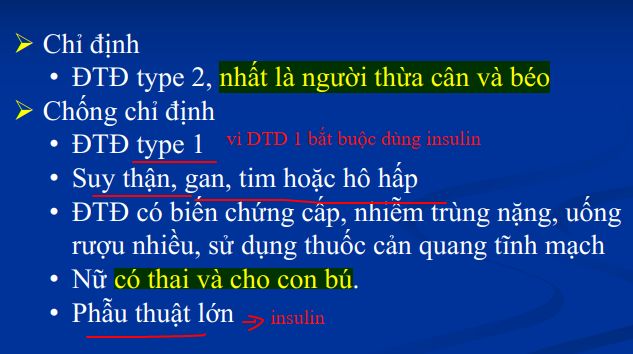 Chỉ định
ĐTĐ type 2, nhất là người thừa cân và béo
Chống chỉ định
ĐTĐ type 1 vì DTD 1 bắt buộc dùng insulin
Suy thận, gan, tim hoặc hô hấp
ĐTĐ có biến chứng cấp, nhiễm trùng nặng, uống
rượu nhiều, sử dụng thuốc cản quang tĩnh mạch
Nữ có thai và cho con bú.
Phẫu thuật lớn insulin